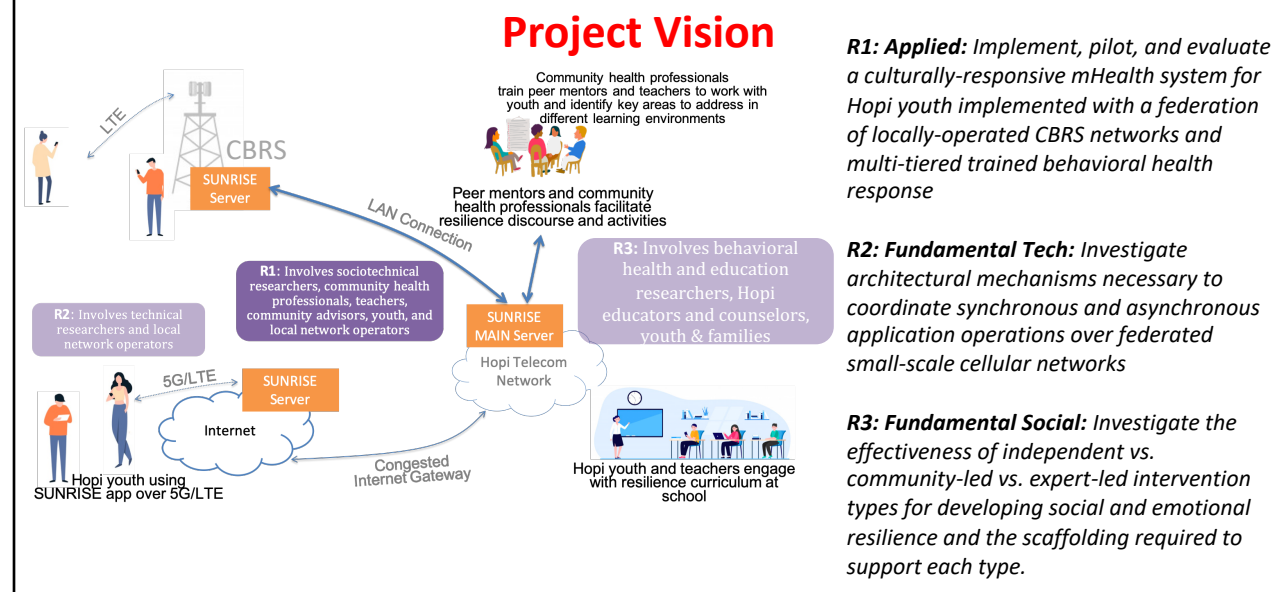 Project Vision
Community health professionals
train peer mentors and teachers to work with
youth and identify key areas to address in
different learning environments
LTE
CBRS
SUNRISE
Server
LAN Connection
Peer mentors and community
health professionals facilitate
resilience discourse and activities
R1: Involves sociotechnical
researchers, community health
professionals, teachers,
community advisors, youth, and
local network operators
R3: Involves behavioral
health and education
researchers, Hopi
educators and counselors,
youth & families
R2: Involves technical
researchers and local
network operators
SUNRISE
MAIN Server
Hopi Telecom
Network
5G/LTE
SUNRISE
Server
Internet
Congested
Internet Gateway
Hopi youth using
SUNRISE app over 5G/LTE
Hopi youth and teachers engage
with resilience curriculum at
school
R1: Applied: Implement, pilot, and evaluate
a culturally-responsive mHealth system for
Hopi youth implemented with a federation
of locally-operated CBRS networks and
multi-tiered trained behavioral health
response
R2: Fundamental Tech: Investigate
architectural mechanisms necessary to
coordinate synchronous and asynchronous
application operations over federated
small-scale cellular networks
R3: Fundamental Social: Investigate the
effectiveness of independent vs.
community-led vs. expert-led intervention
types for developing social and emotional
resilience and the scaffolding required to
support each type.